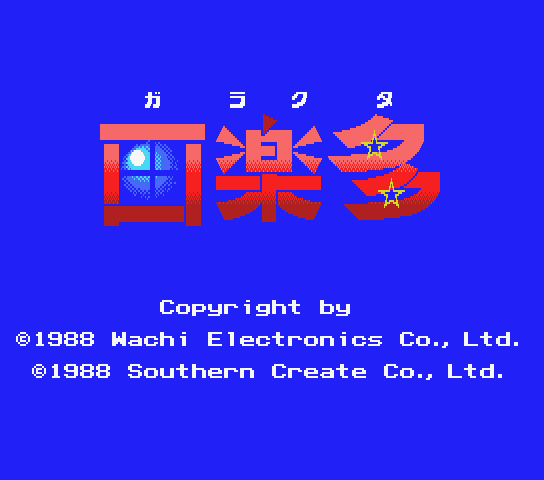 ガラクタ
画楽多
Copyright by
©1988 Wachi Electronics Co., Ltd.
©1988 Southern Create Co., Ltd.